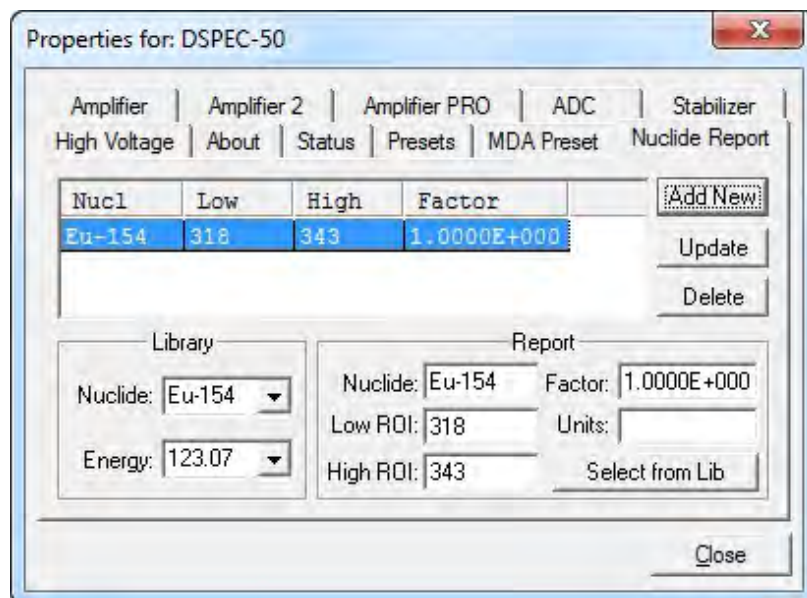 Properties for: DSPEC-50
Amplifier Amplifier 2 Amplifier PRO ADC Stabilizer
High Voltage About Status Presets MDA Preset Nuclide Report
Nucl Low High Factor
Eu-154 318 343 1.0000E+000
Add New
Update
Delete
Library
Nuclide: Eu-154
Energy: 123.07
Report
Nuclide: Eu-154 Factor: 1.0000E+000
Low ROI: 318 Units:
High ROI: 343 Select from Lib
Close